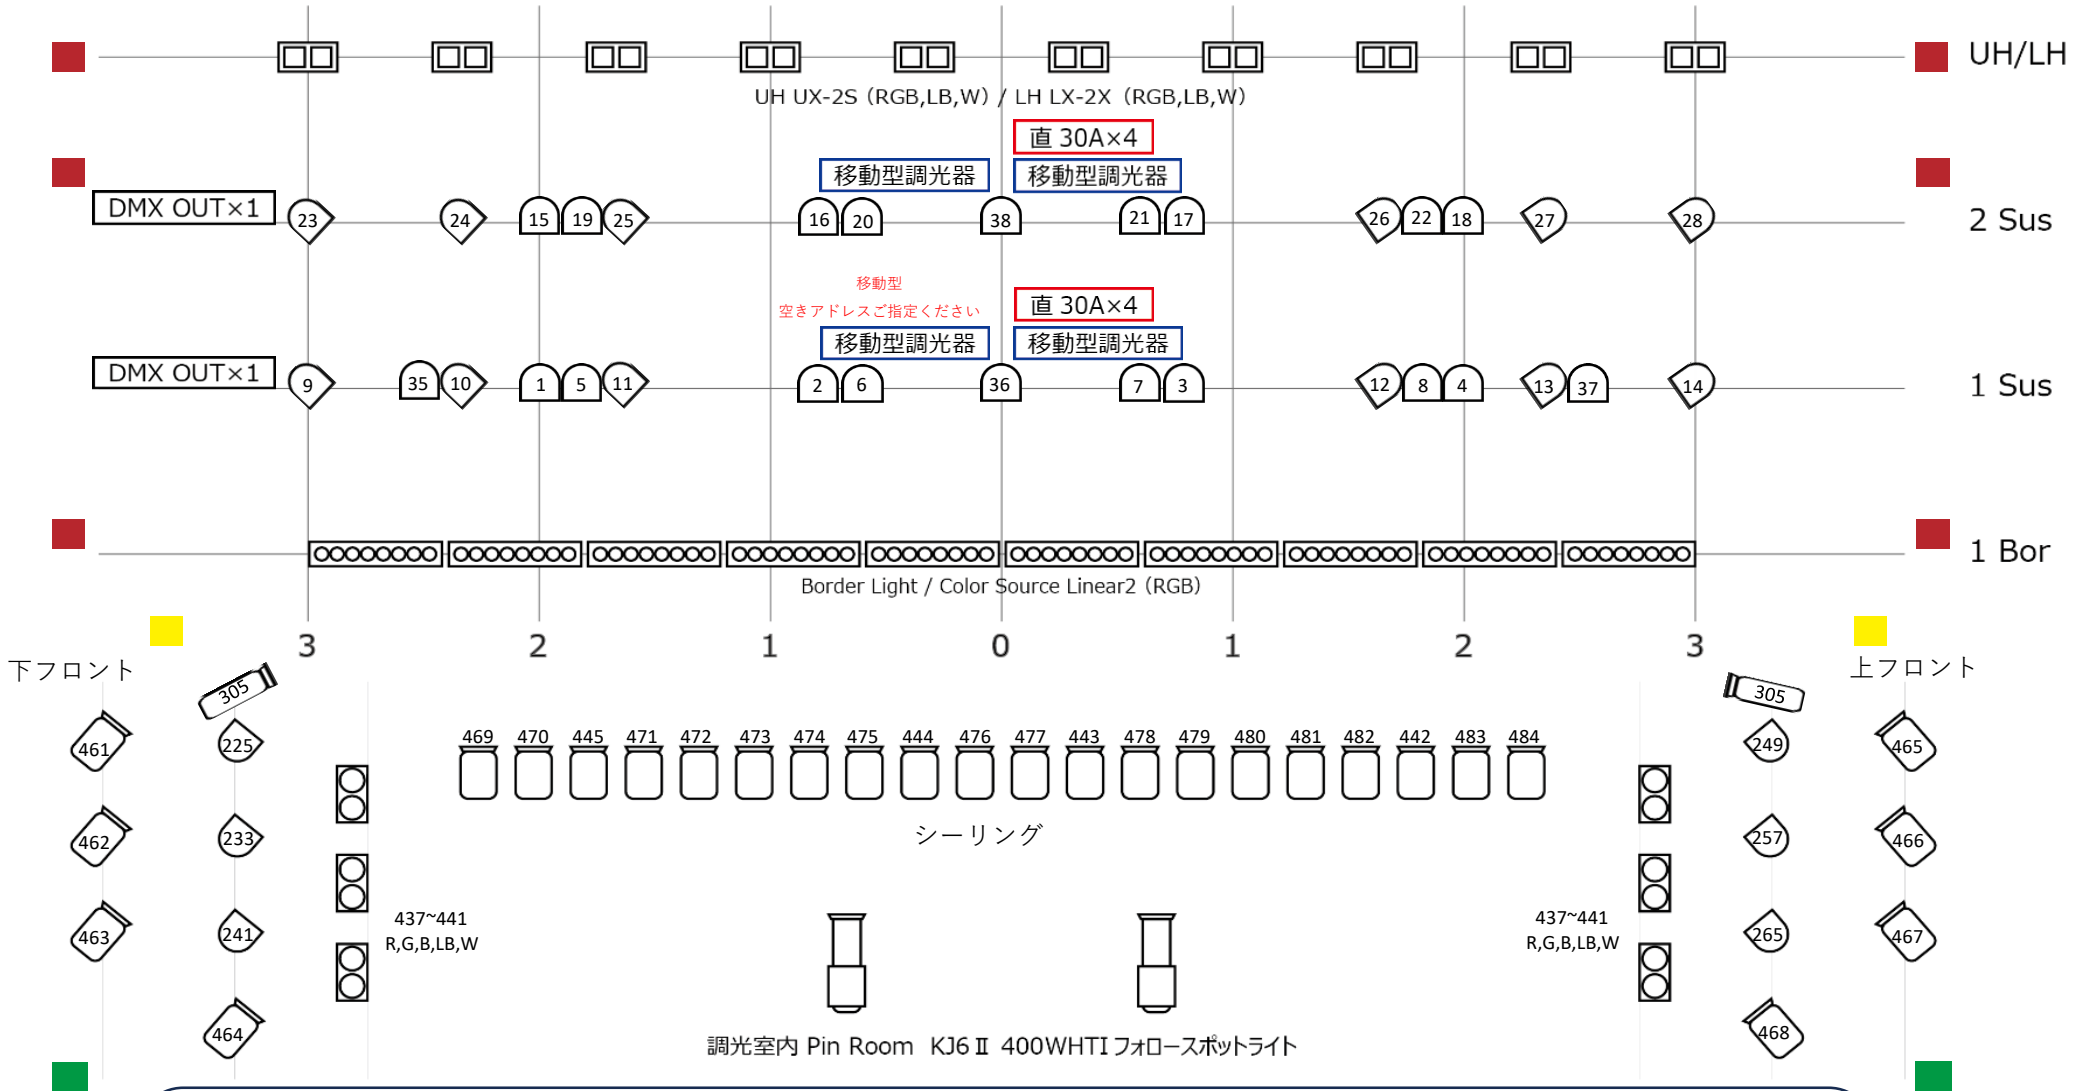 UH/LH
UH UX-2S (RGB,LB,W) / LH LX-2X (RGB,LB,W)
直 30A×4
移動型調光器 移動型調光器
DMX OUT×1
23 24 15 19 25 16 20 38 21 17 26 22 18 27 28
2 Sus
移動型
空きアドレスご指定ください
直 30A×4
移動型調光器 移動型調光器
DMX OUT×1
9 35 10 1 5 11 2 6 36 7 3 12 8 4 13 37 14
1 Sus
1 Bor
Border Light / Color Source Linear2 (RGB)
3 2 1 0 1 2 3
下フロント 上フロント
305 305
469 470 445 471 472 473 474 475 444 476 477 443 478 479 480 481 482 442 483 484
461 225 249 465
シーリング
462 233 257 466
437~441 437~441
R,G,B,LB,W R,G,B,LB,W
463 241 265 467
464 468
調光室内 Pin Room KJ6Ⅱ 400WHTIフォロースポットライト